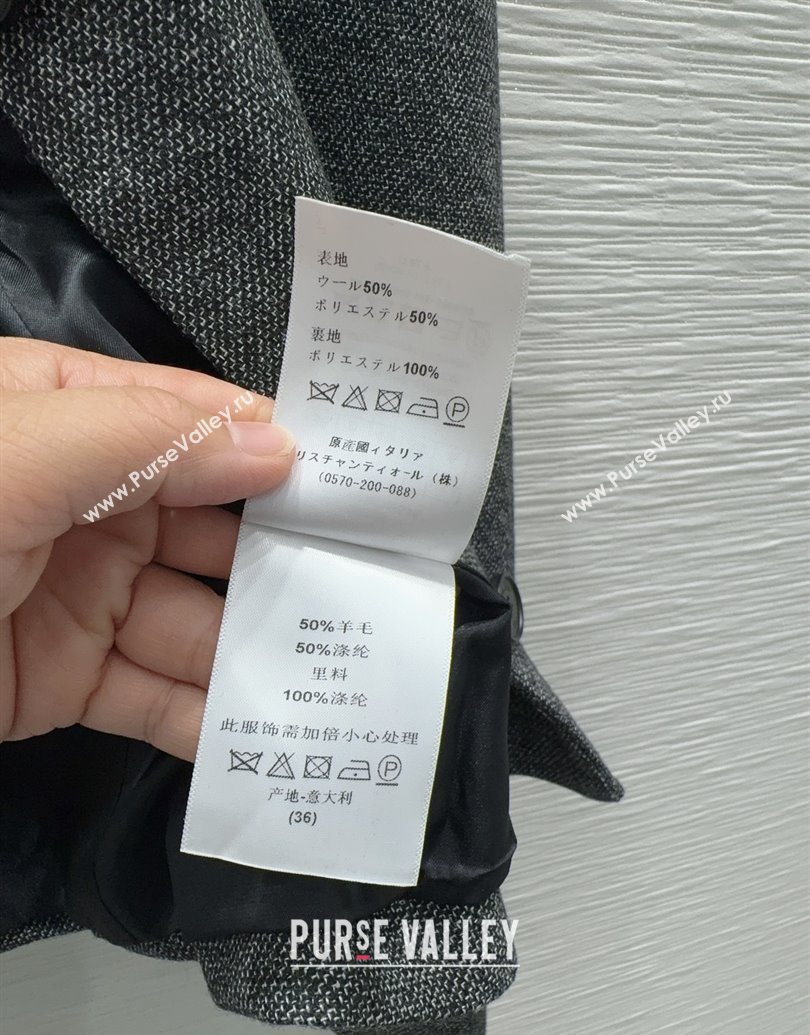 表地
ウール50%
ポリエステル50%
裏地
ポリエステル100%
P
原産國イタリア
リスチャンティオール（株）
(0570-200-088)
50%羊毛
50%涤纶
里料
100%涤纶
此服饰需加倍小心处理
P
产地-意大利
(36)
www.PurseValley.ru
www.PurseValley.ru
PURSE VALLEY